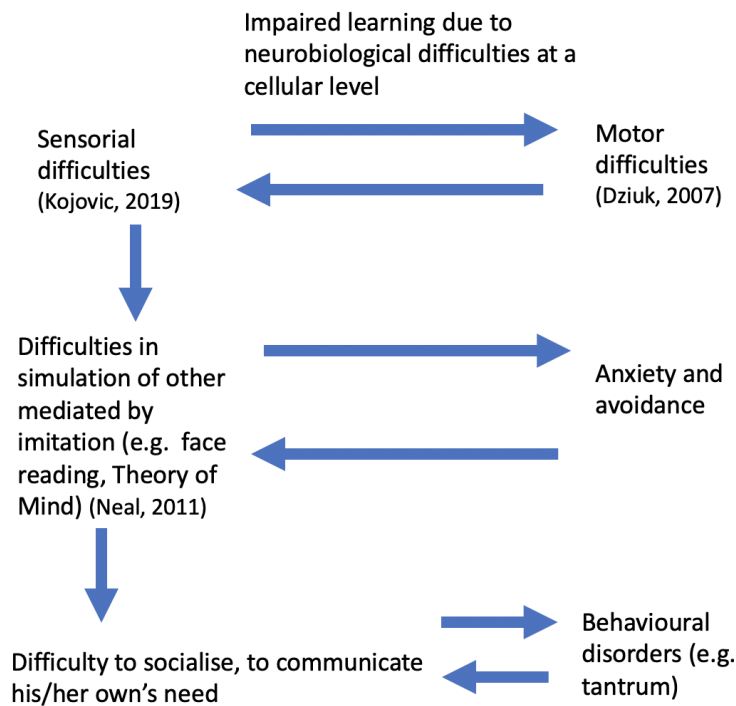 Impaired learning due to
neurobiological difficulties at a
cellular level
Sensorial
difficulties
(Kojovic, 2019)
Motor
difficulties
(Dziuk, 2007)
Difficulties in
simulation of other
mediated by
imitation (e.g. face
reading, Theory of
Mind) (Neal, 2011)
Anxiety and
avoidance
Difficulty to socialise, to communicate
his/her own's need
Behavioural
disorders (e.g.
tantrum)